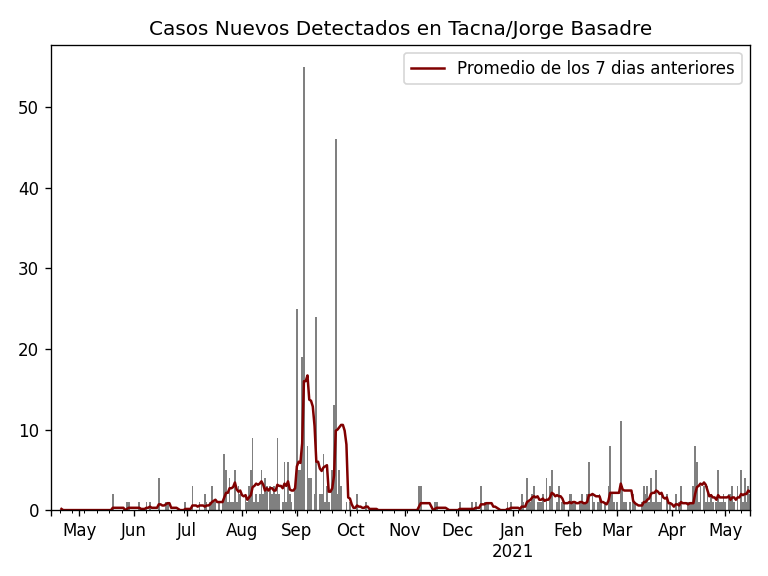 Casos Nuevos Detectados en Tacna/Jorge Basadre
Promedio de los 7 dias anteriores
50
40
30
20
10
0
May Jun Jul Aug Sep Oct Nov Dec Jan Feb Mar Apr May
2021